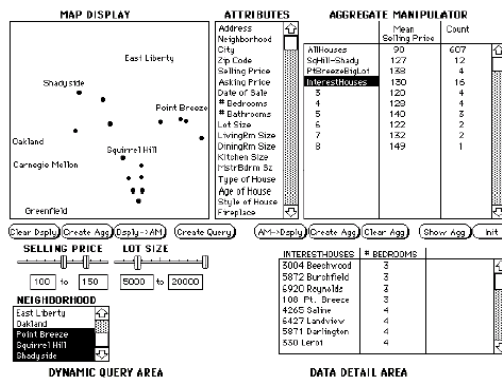 MAP DISPLAY
East Liberty
Shadyside
Point Breeze
Oakland
Squirrel Hill
Carnegie Mellon
Greenfield
ATTRIBUTES
Address
Neighborhood
City
Zip Code
Selling Price
Asking Price
Date of Sale
# Bedrooms
# Bathrooms
Lot Size
LivingRm Size
DiningRm Size
Kitchen Size
MstrBdrm Sz
Type of House
Age of House
Style of House
Fireplace
AGGREGATE MANIPULATOR
Mean Selling Price Count
AllHouses 90 607
SqHill-Shady 127 12
PtBreezeBigLot 138 4
InterestHouses 130 16
3 120 4
4 128 4
5 140 3
6 122 2
7 132 2
8 149 1
Clear Dsply Create Agg Dsply->AM Create Query AM->Dsply Create Agg Clear Agg Show Agg Init
SELLING PRICE LOT SIZE
100 to 150 5000 to 20000
NEIGHBORHOOD
East Liberty
Oakland
Point Breeze
Squirrel Hill
Shadyside
DYNAMIC QUERY AREA
INTERESTHOUSES # BEDROOMS
3004 Beechwood 3
5872 Burchfield 3
6920 Reynolds 3
108 Pt. Breeze 3
4265 Saline 4
6427 Landview 4
5871 Darlington 4
330 Leroi 4
DATA DETAIL AREA